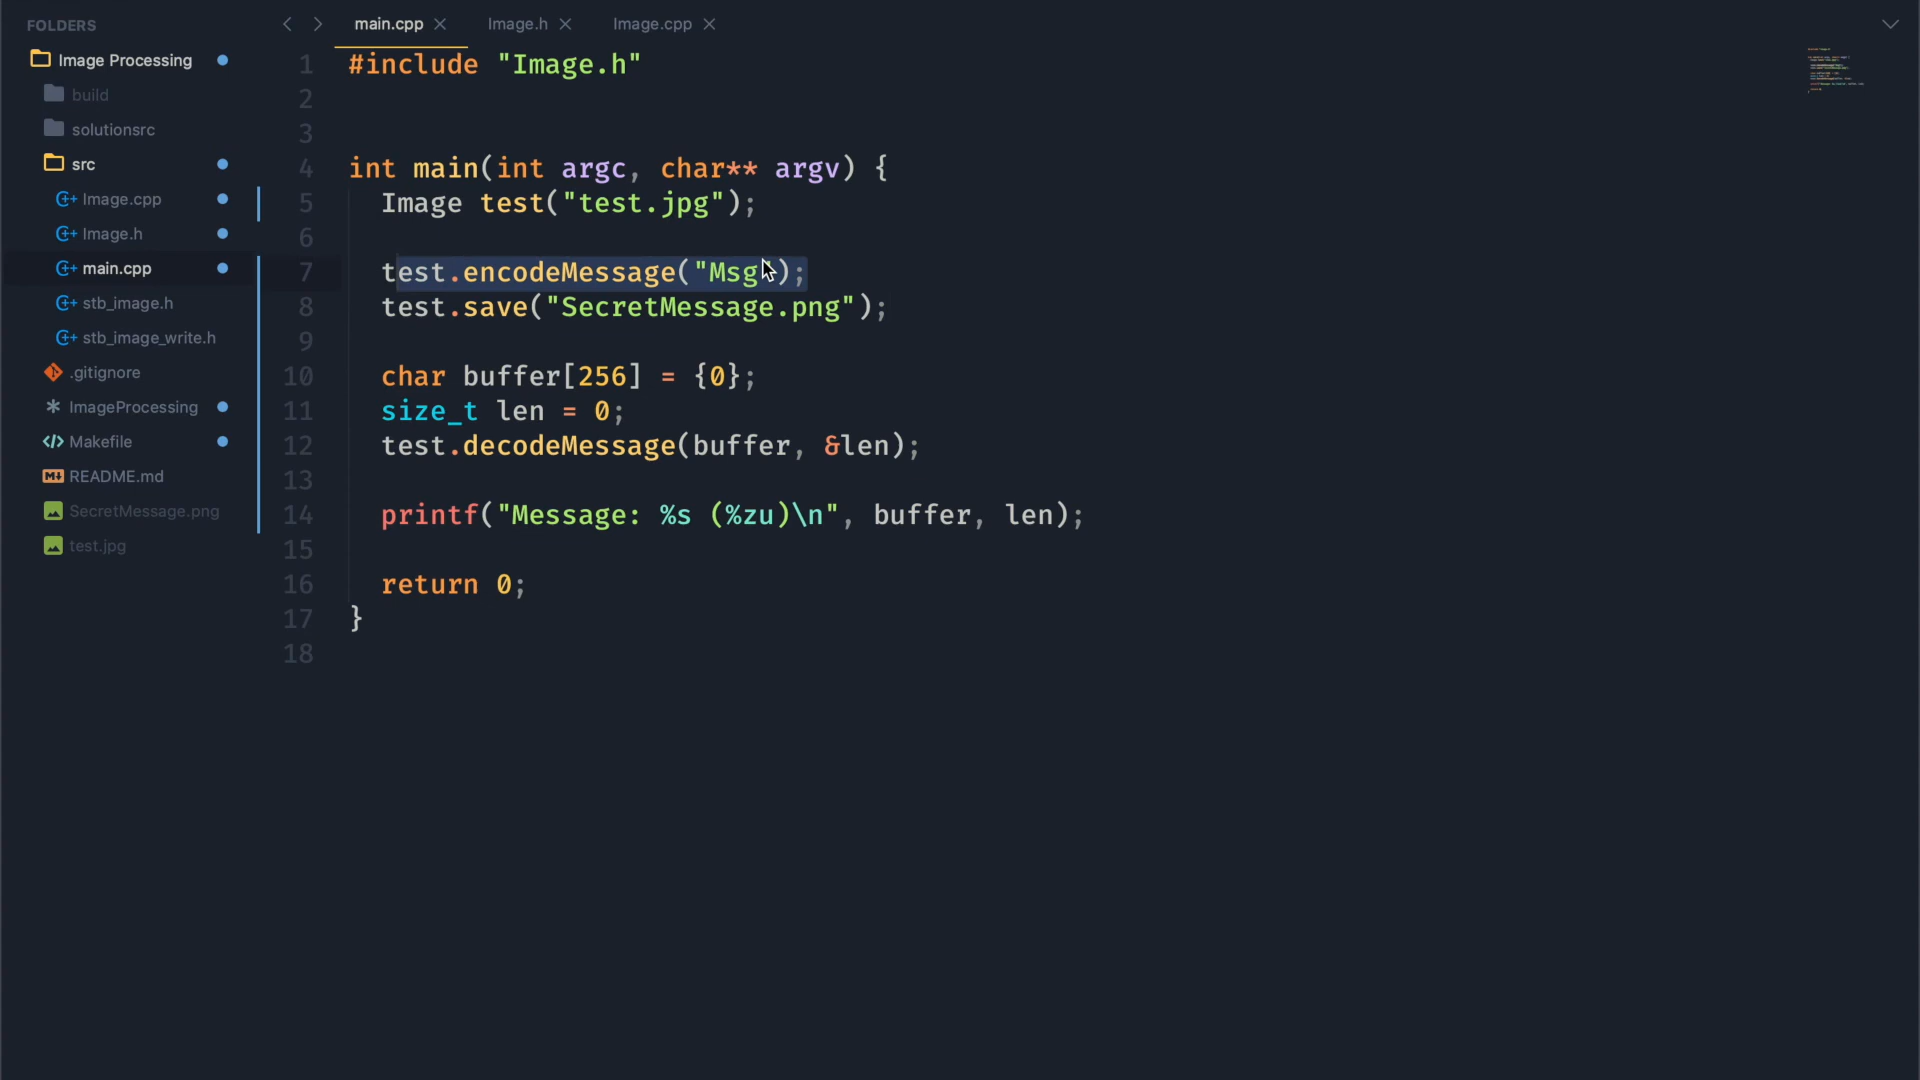 FOLDERS
Image Processing
build
solutionsrc
src
Image.cpp
Image.h
main.cpp
stb_image.h
stb_image_write.h
.gitignore
ImageProcessing
Makefile
README.md
SecretMessage.png
test.jpg
main.cpp
Image.h
Image.cpp
1 #include "Image.h"
2
3
4 int main(int argc, char** argv) {
5 Image test("test.jpg");
6
7 test.encodeMessage("Msg");
8 test.save("SecretMessage.png");
9
10 char buffer[256] = {0};
11 size_t len = 0;
12 test.decodeMessage(buffer, &len);
13
14 printf("Message: %s (%zu)\n", buffer, len);
15
16 return 0;
17 }
18